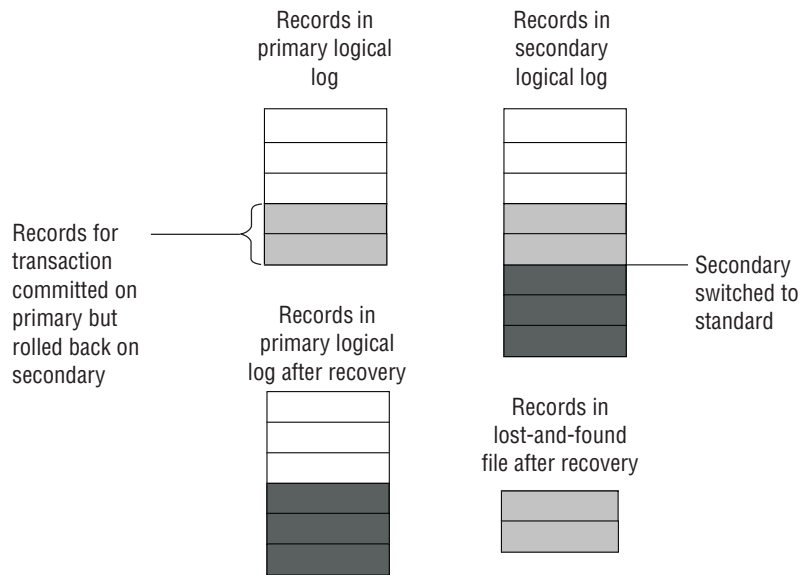 Records in
primary logical
log
Records in
secondary
logical log
Records for
transaction
committed on
primary but
rolled back on
secondary
Secondary
switched to
standard
Records in
primary logical
log after recovery
Records in
lost-and-found
file after recovery